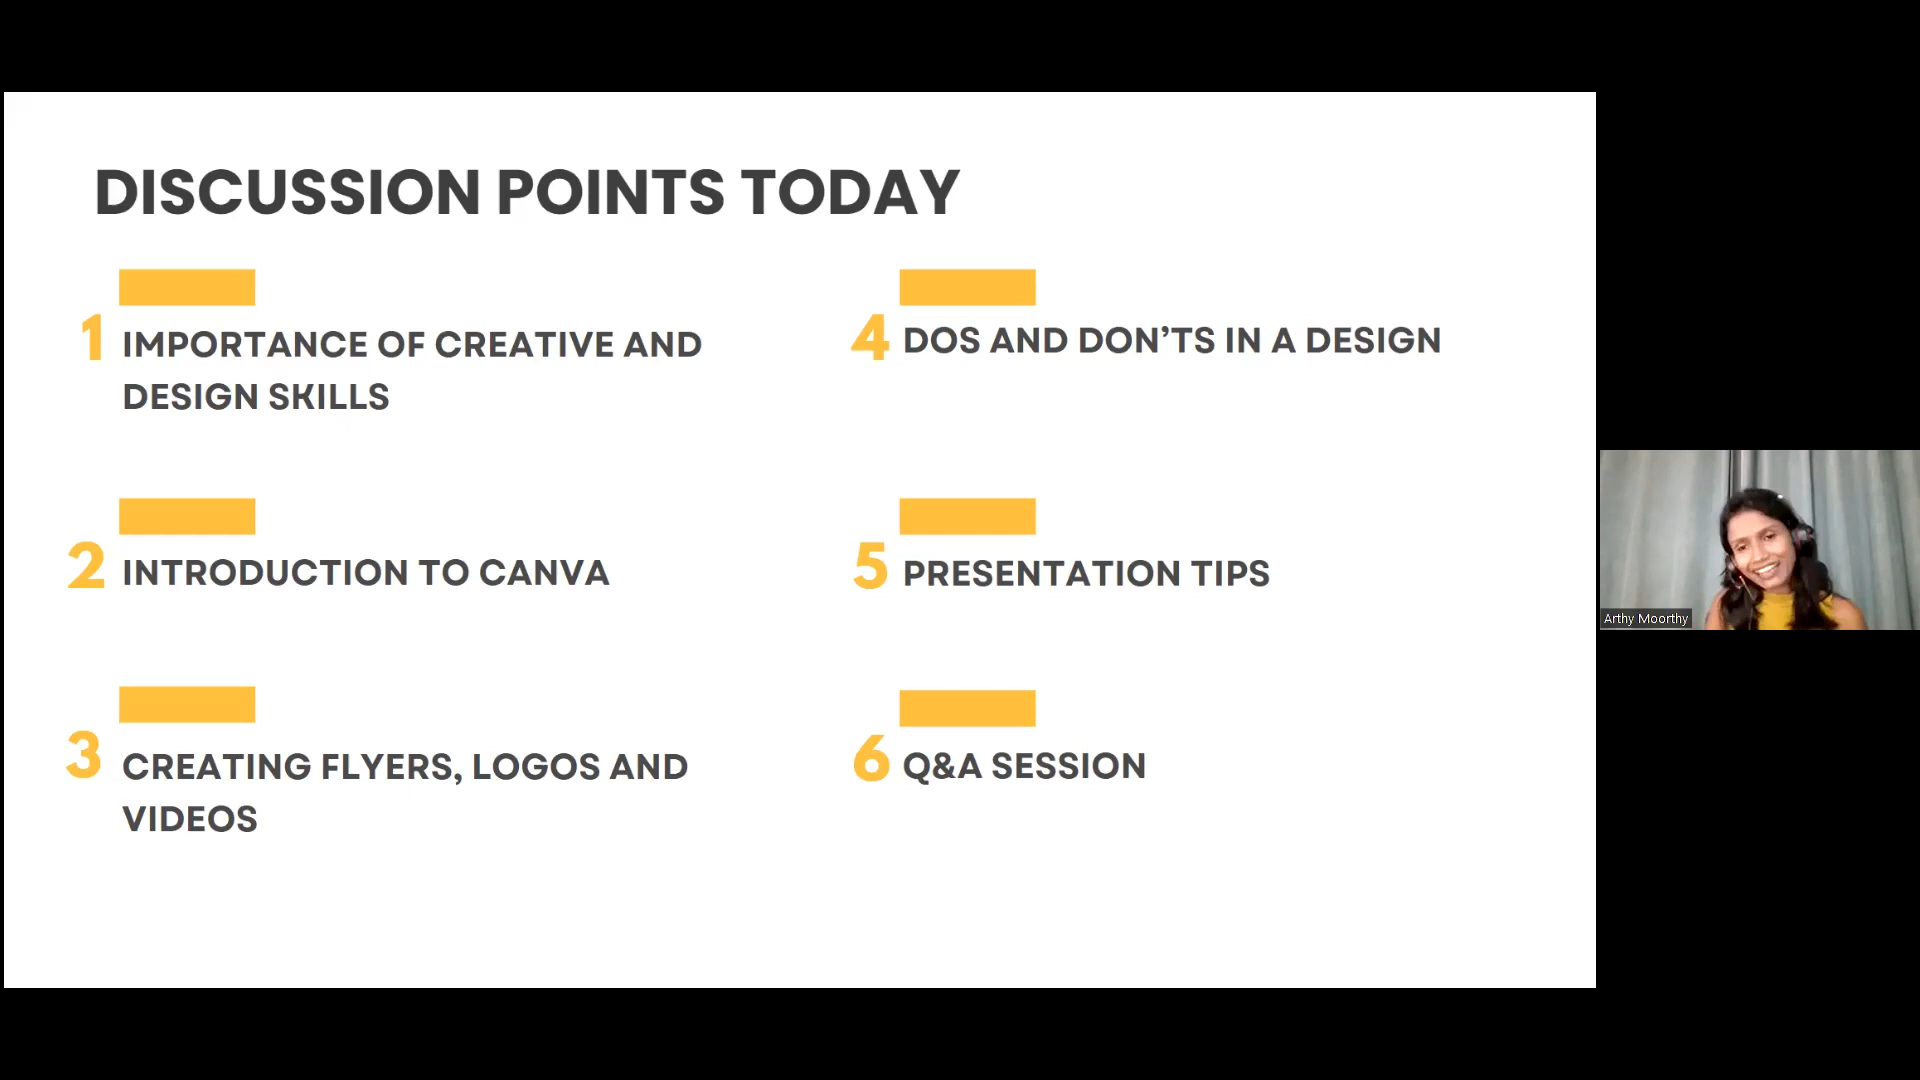 DISCUSSION POINTS TODAY
1 IMPORTANCE OF CREATIVE AND
DESIGN SKILLS
2 INTRODUCTION TO CANVA
3 CREATING FLYERS, LOGOS AND
VIDEOS
4 DOS AND DON’TS IN A DESIGN
5 PRESENTATION TIPS
6 Q&A SESSION
Arthy Moorthy